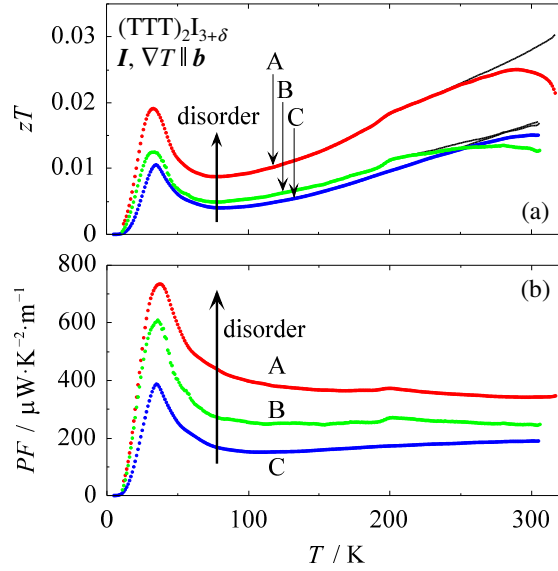 (TTT)₂I₃₊δ
I, ∇T ∥ b
zT
0.03
0.02
0.01
0
disorder
A
B
C
(a)
PF / μW·K⁻²·m⁻¹
800
600
400
200
0
disorder
A
B
C
(b)
0 100 200 300
T / K